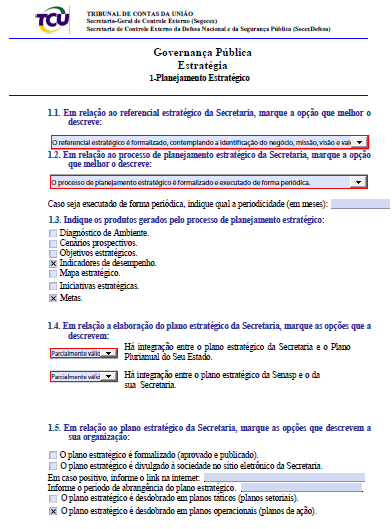 TCU
TRIBUNAL DE CONTAS DA UNIÃO
Secretaria-Geral de Controle Externo (Segecex)
Secretaria de Controle Externo da Defesa Nacional e da Segurança Pública (SecexDefesa)
Governança Pública
Estratégia
1-Planejamento Estratégico
1.1. Em relação ao referencial estratégico da Secretaria, marque a opção que melhor o
descreve:
O referencial estratégico é formalizado, contemplando a identificação do negócio, missão, visão e val
1.2. Em relação ao processo de planejamento estratégico da Secretaria, marque a opção
que melhor o descreve:
O processo de planejamento estratégico é formalizado e executado de forma periódica.
Caso seja executado de forma periódica, indique qual a periodicidade (em meses):
1.3. Indique os produtos gerados pelo processo de planejamento estratégico:
Diagnóstico de Ambiente.
Cenários prospectivos.
Objetivos estratégicos.
Indicadores de desempenho.
Mapa estratégico.
Iniciativas estratégicas.
Metas.
1.4. Em relação a elaboração do plano estratégico da Secretaria, marque as opções que a
descrevem:
Parcialmente válic Há integração entre o plano estratégico da Secretaria e o Plano
Plurianual do Seu Estado.
Parcialmente válic Há integração entre o plano estratégico da Senasp e o da
sua Secretaria.
1.5. Em relação ao plano estratégico da Secretaria, marque as opções que descrevem a
sua organização:
O plano estratégico é formalizado (aprovado e publicado).
O plano estratégico é divulgado à sociedade no sítio eletrônico da Secretaria.
Em caso positivo, informe o link na internet:
Informe o período de abrangência do plano estratégico.
O plano estratégico é desdobrado em planos táticos (planos setoriais).
O plano estratégico é desdobrado em planos operacionais (planos de ação).